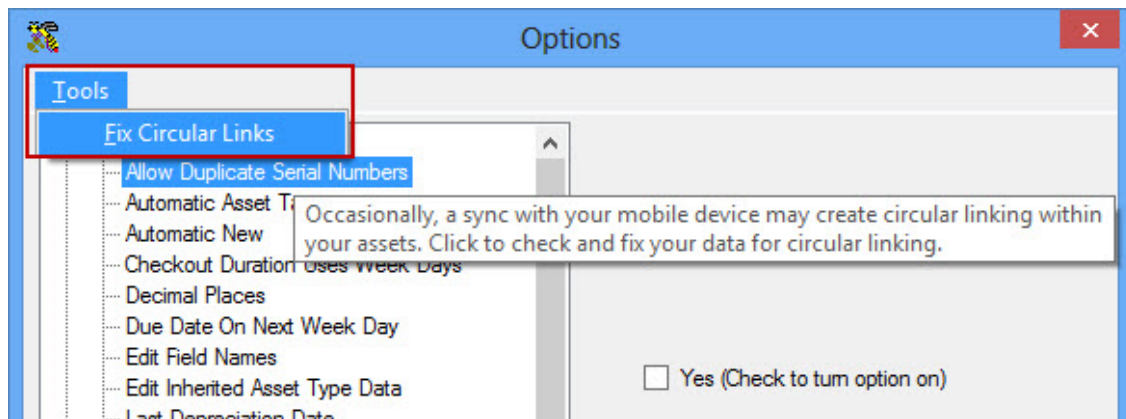 Options
Tools
Fix Circular Links
Allow Duplicate Serial Numbers
Automatic Asset
Occasionally, a sync with your mobile device may create circular linking within
your assets. Click to check and fix your data for circular linking.
Automatic New
Checkout Duration Uses Week Days
Decimal Places
Due Date On Next Week Day
Edit Field Names
Edit Inherited Asset Type Data
Yes (Check to turn option on)
Last Depreciation Date